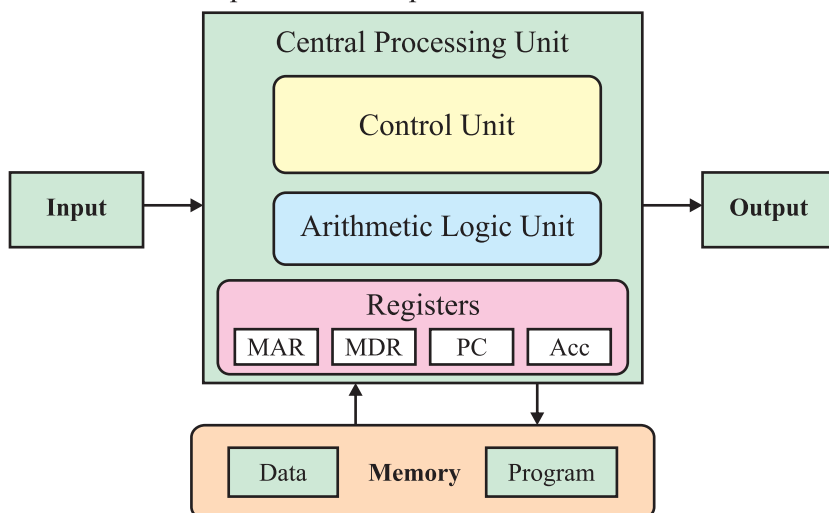 Central Processing Unit
Control Unit
Input
Arithmetic Logic Unit
Output
Registers
MAR MDR PC Acc
Data Memory Program